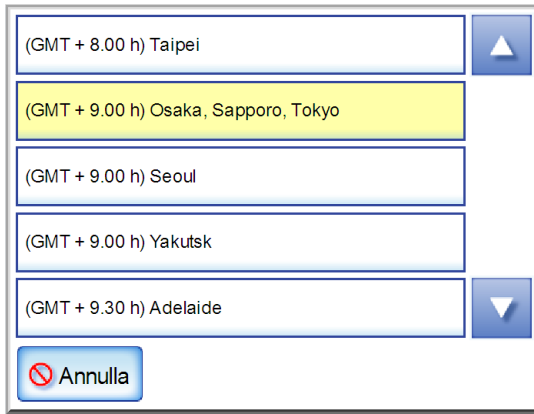 (GMT + 8.00 h) Taipei
(GMT + 9.00 h) Osaka, Sapporo, Tokyo
(GMT + 9.00 h) Seoul
(GMT + 9.00 h) Yakutsk
(GMT + 9.30 h) Adelaide
Annulla